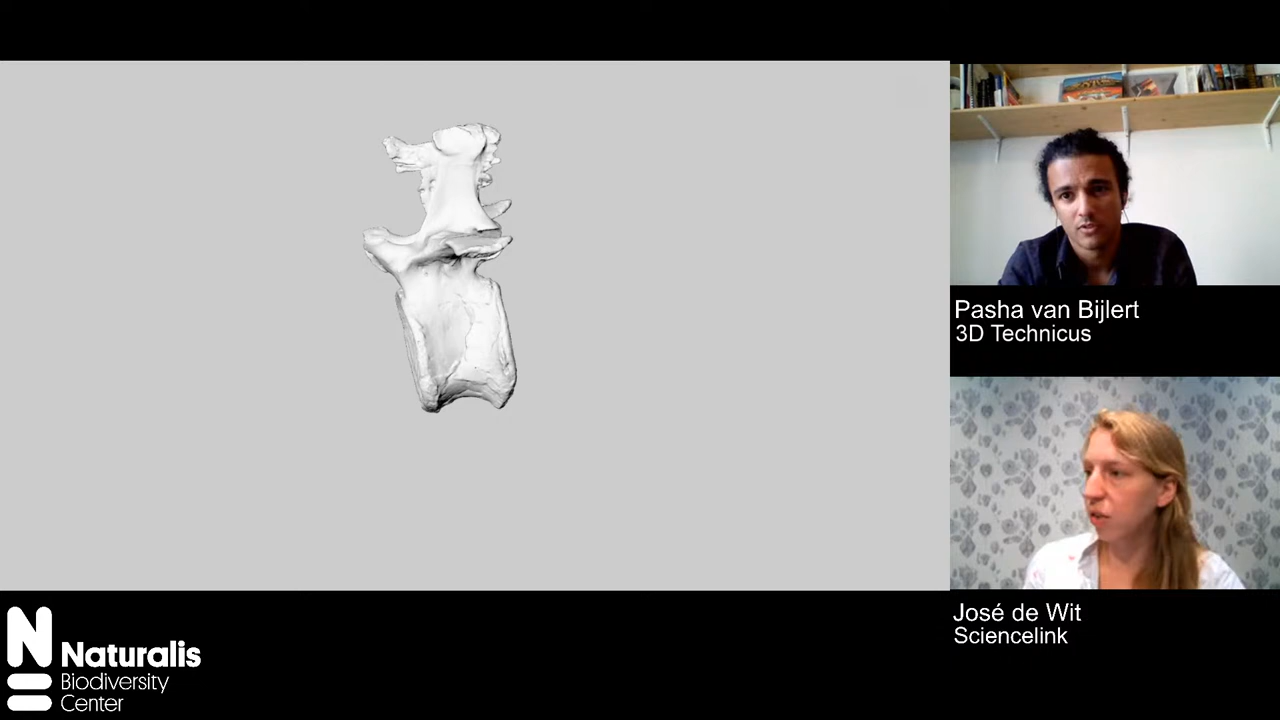 Pasha van Bijlert
3D Technicus
José de Wit
Sciencelink
N
Naturalis
Biodiversity
Center